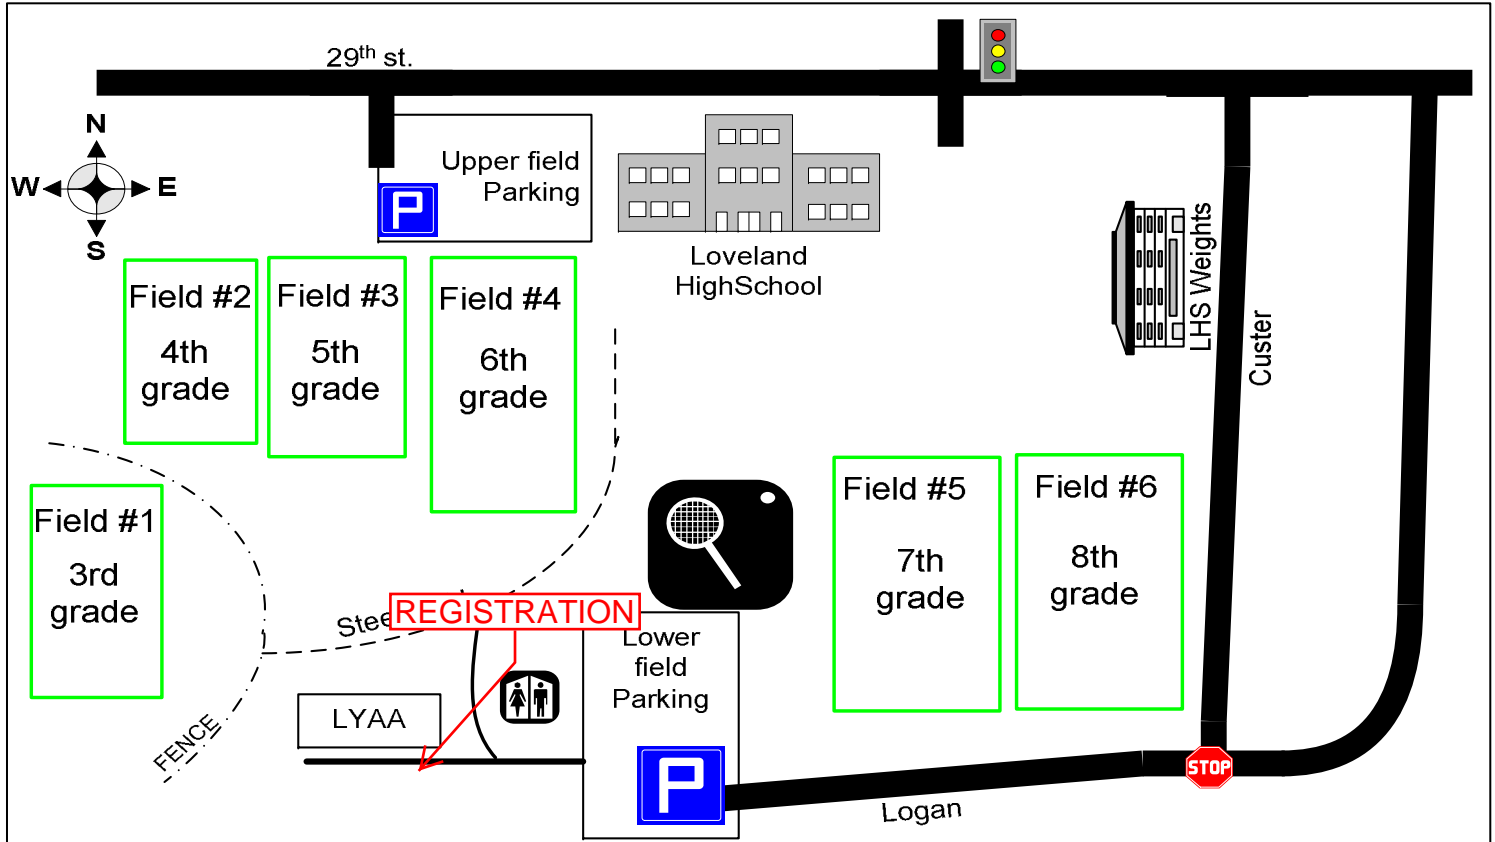 29th st.
N
W
E
S
Upper field
Parking
P
Loveland
HighSchool
LHS Weights
Custer
Field #2
4th
grade
Field #3
5th
grade
Field #4
6th
grade
Field #1
3rd
grade
Field #5
7th
grade
Field #6
8th
grade
REGISTRATION
Lower
field
Parking
P
LYAA
FENCE
STOP
Logan